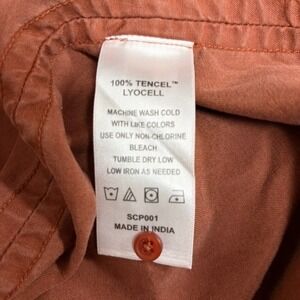 100% TENCEL™
LYOCELL
MACHINE WASH COLD
WITH LIKE COLORS
USE ONLY NON-CHLORINE
BLEACH
TUMBLE DRY LOW
LOW IRON AS NEEDED
SCP001
MADE IN INDIA